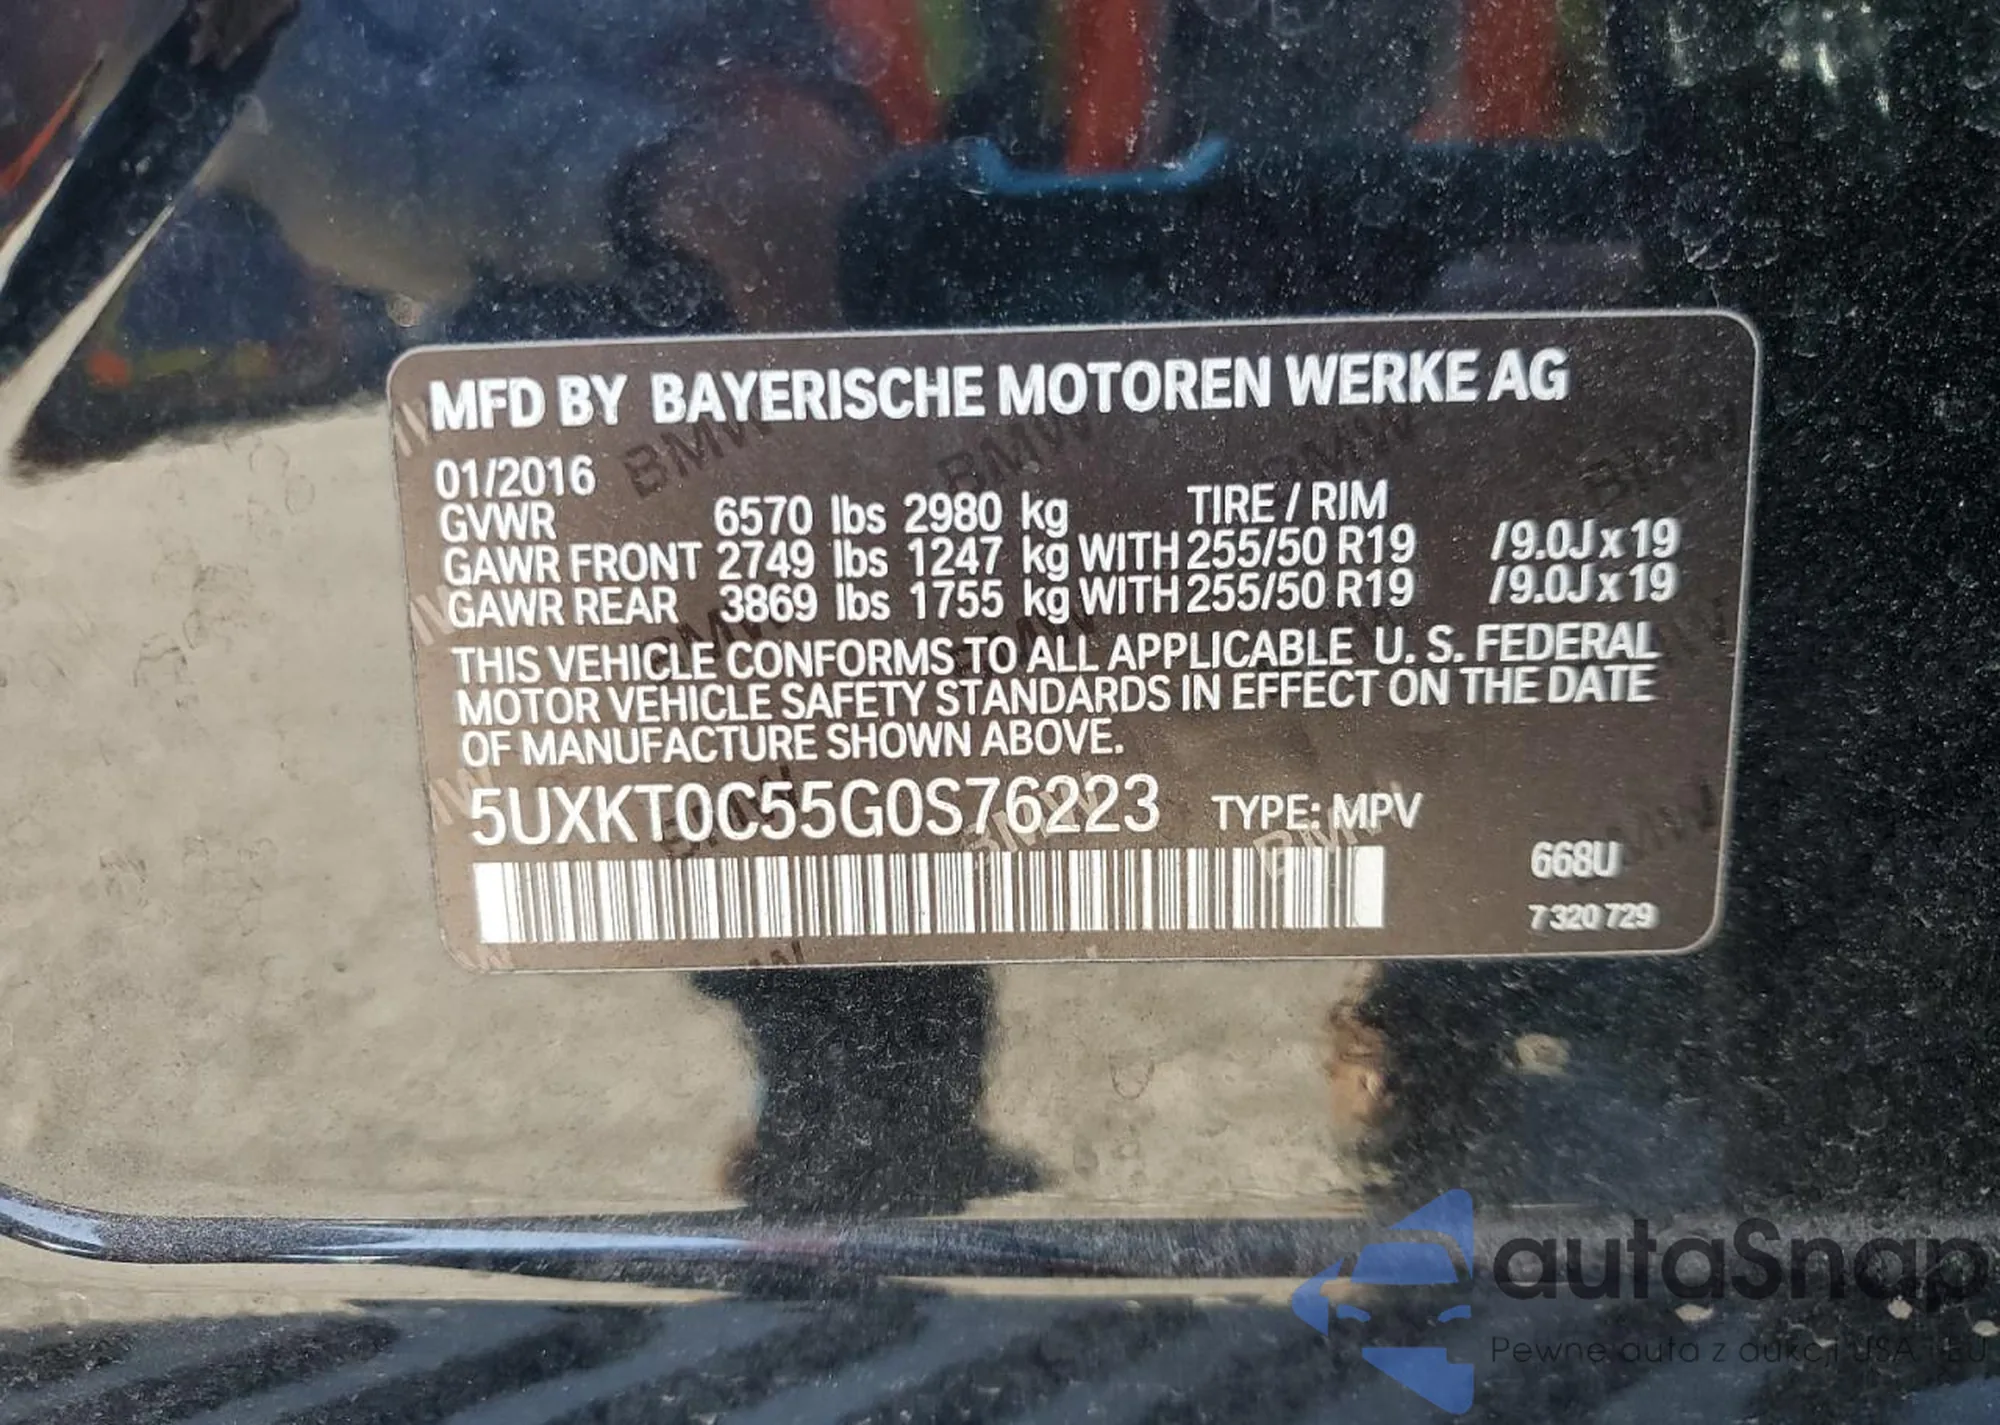 MFD BY BAYERISCHE MOTOREN WERKE AG
01/2016
GVWR 6570 lbs 2980 kg TIRE / RIM
GAWR FRONT 2749 lbs 1247 kg WITH 255/50 R19 /9.0J x 19
GAWR REAR 3869 lbs 1755 kg WITH 255/50 R19 /9.0J x 19
THIS VEHICLE CONFORMS TO ALL APPLICABLE U. S. FEDERAL
MOTOR VEHICLE SAFETY STANDARDS IN EFFECT ON THE DATE
OF MANUFACTURE SHOWN ABOVE.
5UXKT0C55G0S76223 TYPE: MPV
668U
7 320 729
autaSnap
Pewne auta z aukcji USA i EU